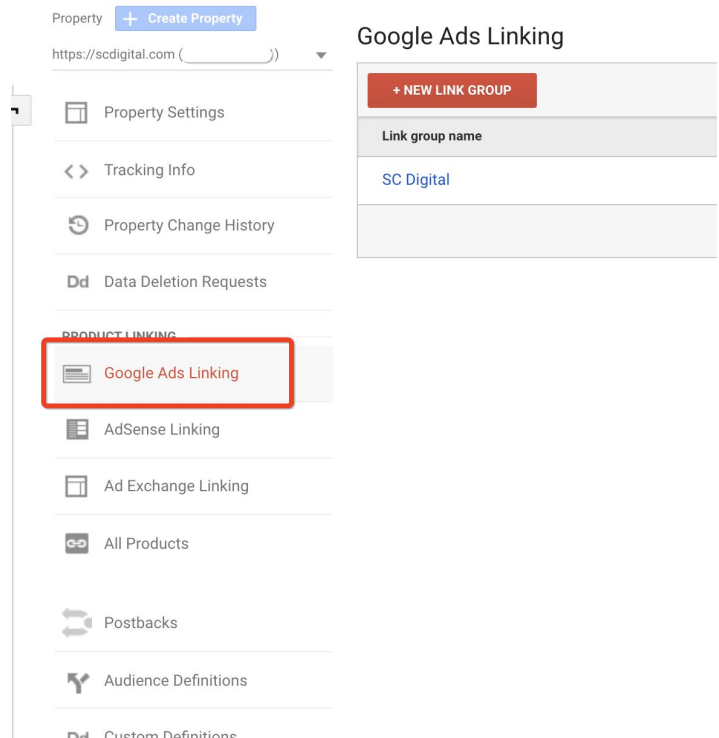 Property
+ Create Property
https://scdigital.com ( ))
Property Settings
Tracking Info
Property Change History
Dd Data Deletion Requests
PRODUCT LINKING
Google Ads Linking
AdSense Linking
Ad Exchange Linking
All Products
Postbacks
Audience Definitions
Dd Custom Definitions
Google Ads Linking
+ NEW LINK GROUP
Link group name
SC Digital